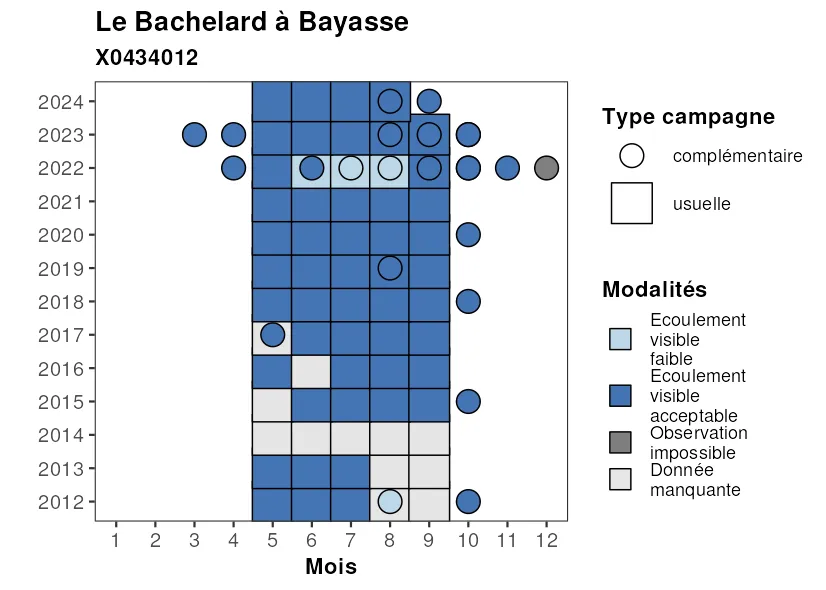 Le Bachelard à Bayasse
X0434012
2024
2023
2022
2021
2020
2019
2018
2017
2016
2015
2014
2013
2012
1 2 3 4 5 6 7 8 9 10 11 12
Mois
Type campagne
complémentaire
usuelle
Modalités
Ecoulement
visible
faible
Ecoulement
visible
acceptable
Observation
impossible
Donnée
manquante